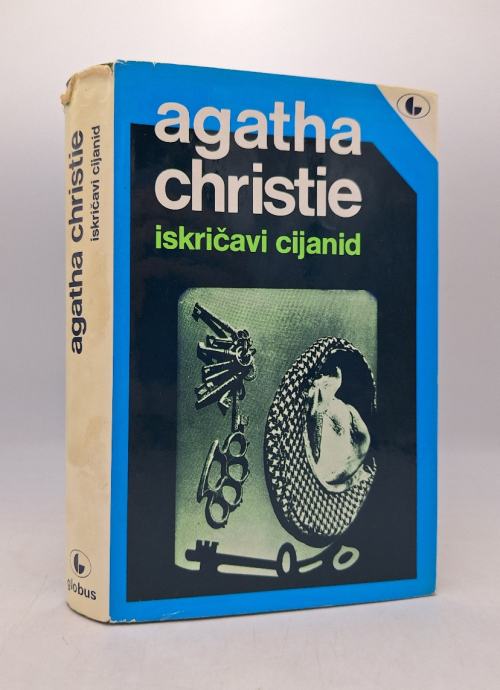 agatha
christie
iskričavi cijanid
agatha christie
iskričavi cijanid
globus